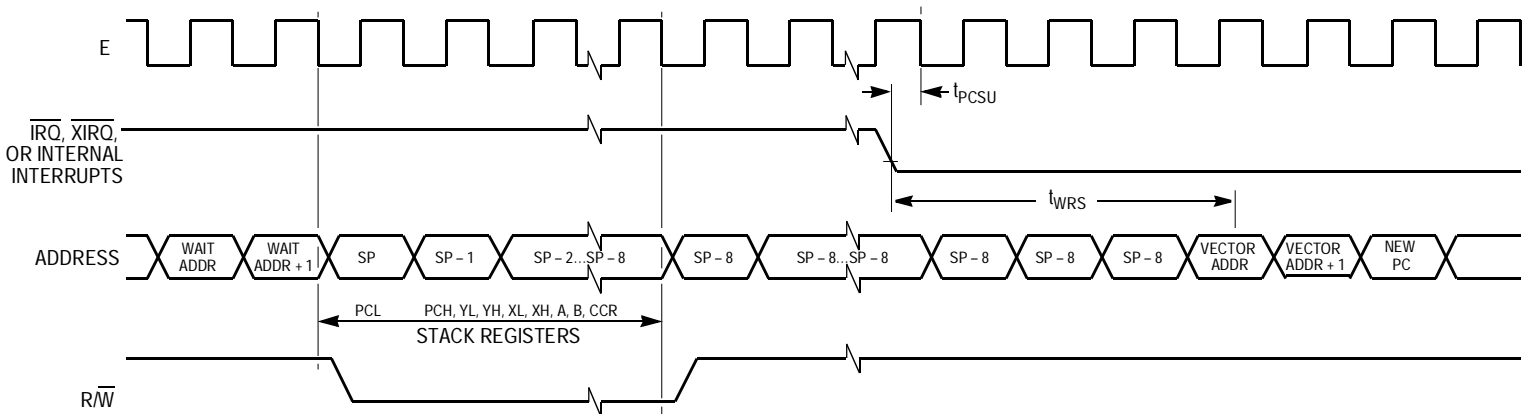 E
tPCSU
IRQ, XIRQ,
OR INTERNAL
INTERRUPTS
tWRS
ADDRESS
WAIT ADDR
WAIT ADDR + 1
SP
SP – 1
SP – 2...SP – 8
SP – 8
SP – 8...SP – 8
SP – 8
SP – 8
SP – 8
VECTOR ADDR
VECTOR ADDR + 1
NEW PC
PCL
PCH, YL, YH, XL, XH, A, B, CCR
STACK REGISTERS
R/W